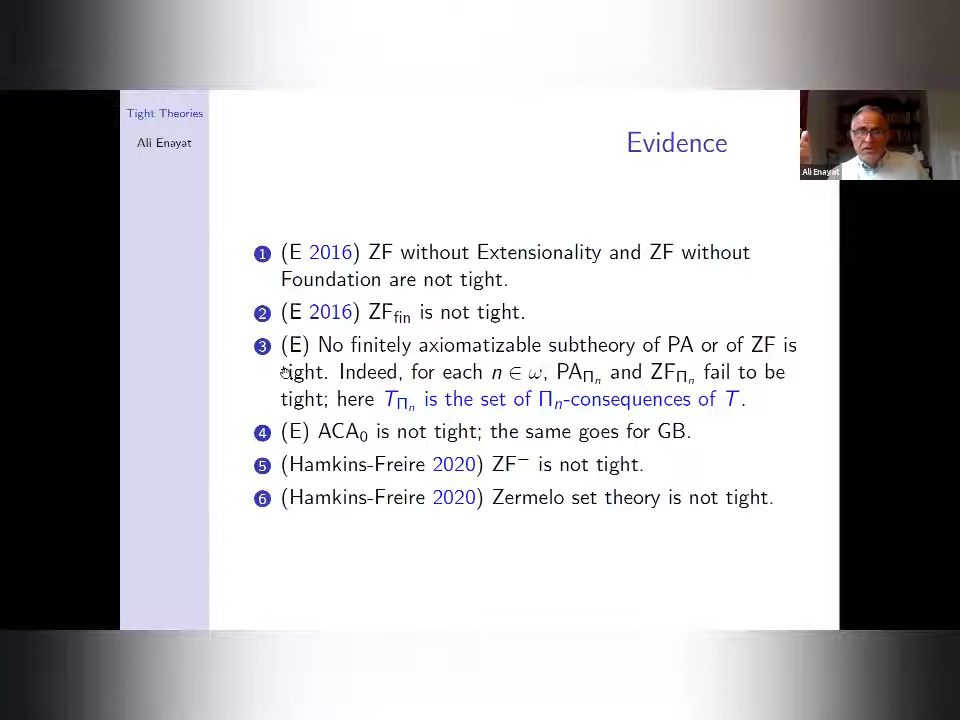 Tight Theories
Ali Enayat
Evidence
Ali Enayat
1 (E 2016) ZF without Extensionality and ZF without
Foundation are not tight.
2 (E 2016) ZF_fin is not tight.
3 (E) No finitely axiomatizable subtheory of PA or of ZF is
tight. Indeed, for each n ∈ ω, PA_Πₙ and ZF_Πₙ fail to be
tight; here T_Πₙ is the set of Πₙ-consequences of T.
4 (E) ACA₀ is not tight; the same goes for GB.
5 (Hamkins-Freire 2020) ZF⁻ is not tight.
6 (Hamkins-Freire 2020) Zermelo set theory is not tight.